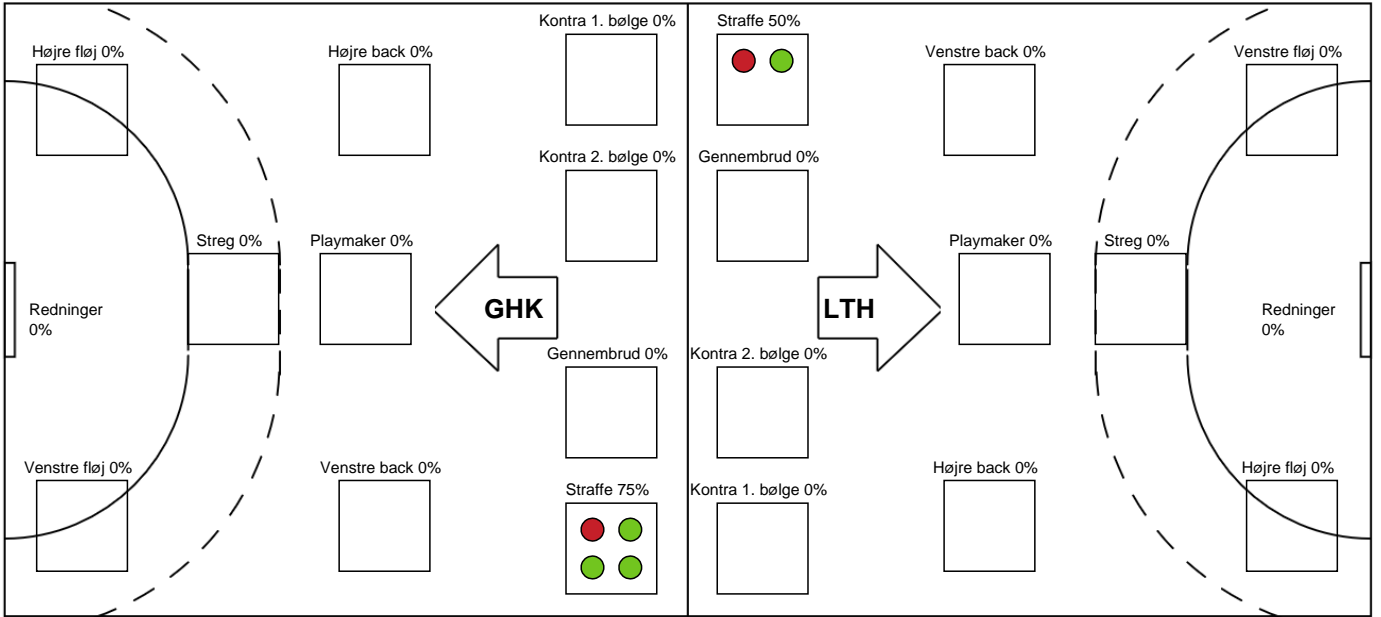 Kontra 1. bølge 0%
Straffe 50%
Højre fløj 0%
Højre back 0%
Venstre back 0%
Venstre fløj 0%
Kontra 2. bølge 0%
Gennembrud 0%
Streg 0%
Playmaker 0%
Playmaker 0%
Streg 0%
Redninger
0%
GHK
LTH
Redninger
0%
Gennembrud 0%
Kontra 2. bølge 0%
Venstre fløj 0%
Venstre back 0%
Højre back 0%
Højre fløj 0%
Straffe 75%
Kontra 1. bølge 0%